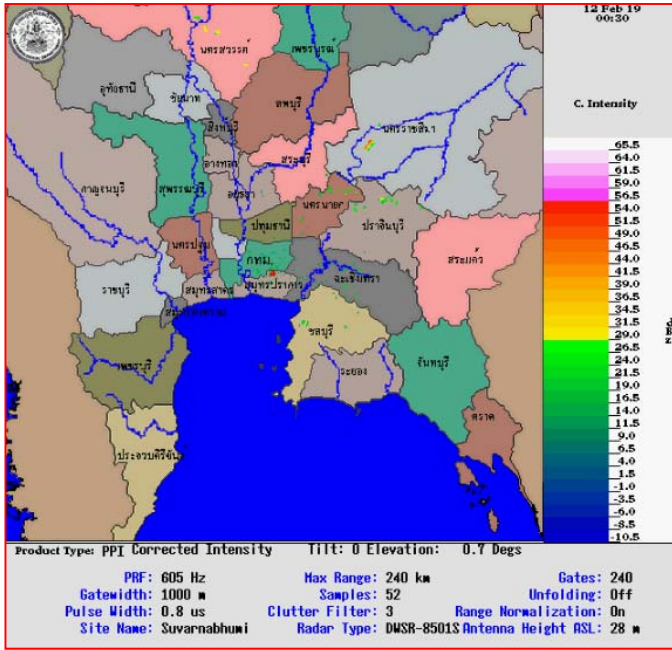 12 Feb 19
00:30
C. Intensity
65.5
64.0
61.5
59.0
56.5
54.0
51.5
49.0
46.5
44.0
41.5
39.0
36.5
34.0
31.5
29.0
26.5
24.0
21.5
19.0
16.5
14.0
11.5
9.0
6.5
4.0
1.5
-1.0
-3.5
-6.0
-8.5
-10.5
นครสวรรค์
เพชรบูรณ์
อุทัยธานี
ชัยนาท
ลพบุรี
สิงห์บุรี
นครราชสีมา
อ่างทอง
สระบุรี
กาญจนบุรี
สุพรรณบุรี
อยุธยา
นครนายก
ปราจีนบุรี
ปทุมธานี
นครปฐม
กทม.
สระแก้ว
ราชบุรี
สมุทรสาคร
สมุทรปราการ
ฉะเชิงเทรา
ชลบุรี
เพชรบุรี
ระยอง
จันทบุรี
ตราด
ประจวบคีรีขันธ์
Product Type: PPI Corrected Intensity Tilt: 0 Elevation: 0.7 Degs
PRF: 605 Hz Max Range: 240 km Gates: 240
Gatewidth: 1000 m Samples: 52 Unfolding: Off
Pulse Width: 0.8 us Clutter Filter: 3 Range Normalization: On
Site Name: Suvarnabhumi Radar Type: DWSR-8501S Antenna Height ASL: 28 m